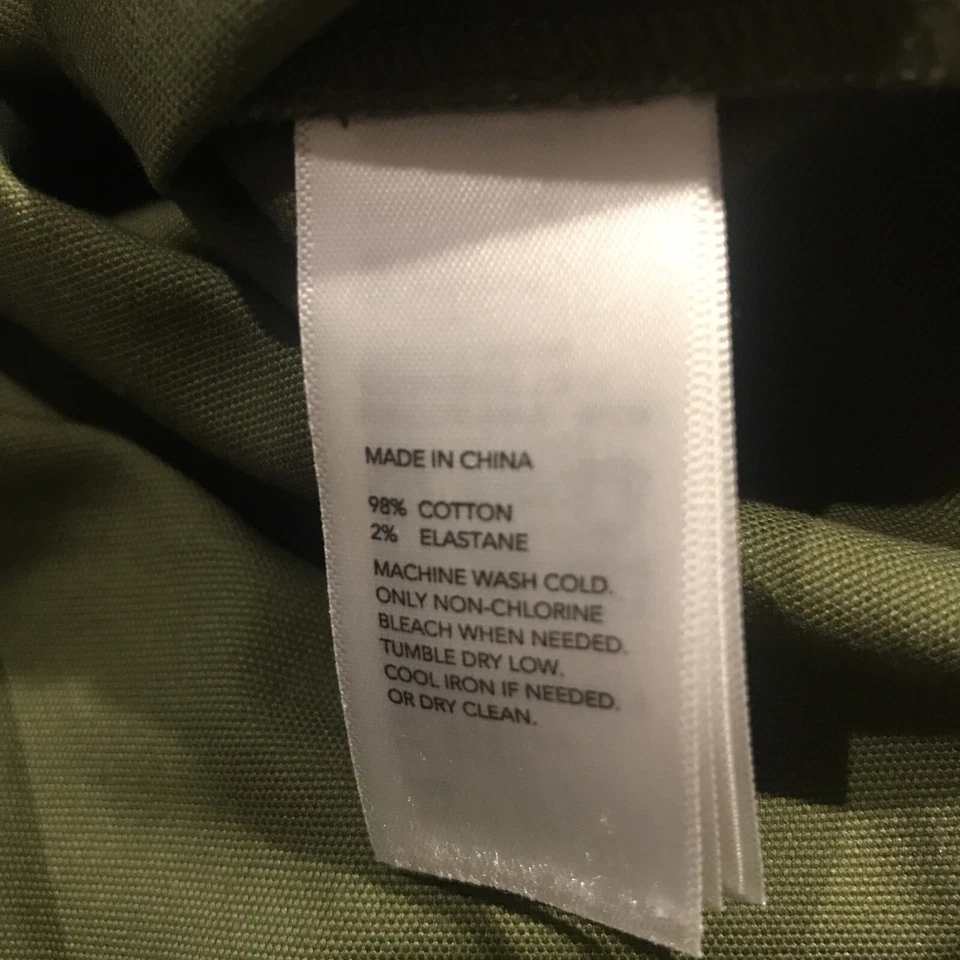 MADE IN CHINA
98% COTTON
2% ELASTANE
MACHINE WASH COLD.
ONLY NON-CHLORINE
BLEACH WHEN NEEDED.
TUMBLE DRY LOW.
COOL IRON IF NEEDED.
OR DRY CLEAN.